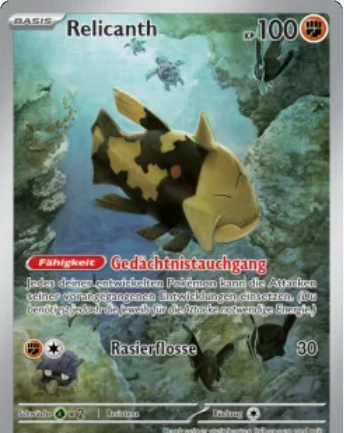 BASIS Relicanth KP 100
Fähigkeit Gedächtnistauchgang
Jedes deiner entwickelten Pokémon kann die Attacken
seiner vorangegangenen Entwicklungen einsetzen. (Du
benötigst jedoch die jeweils für die Attacke notwendige Energie.)
Rasierflosse 30
Schwäche ×2 Resistenz Rückzug